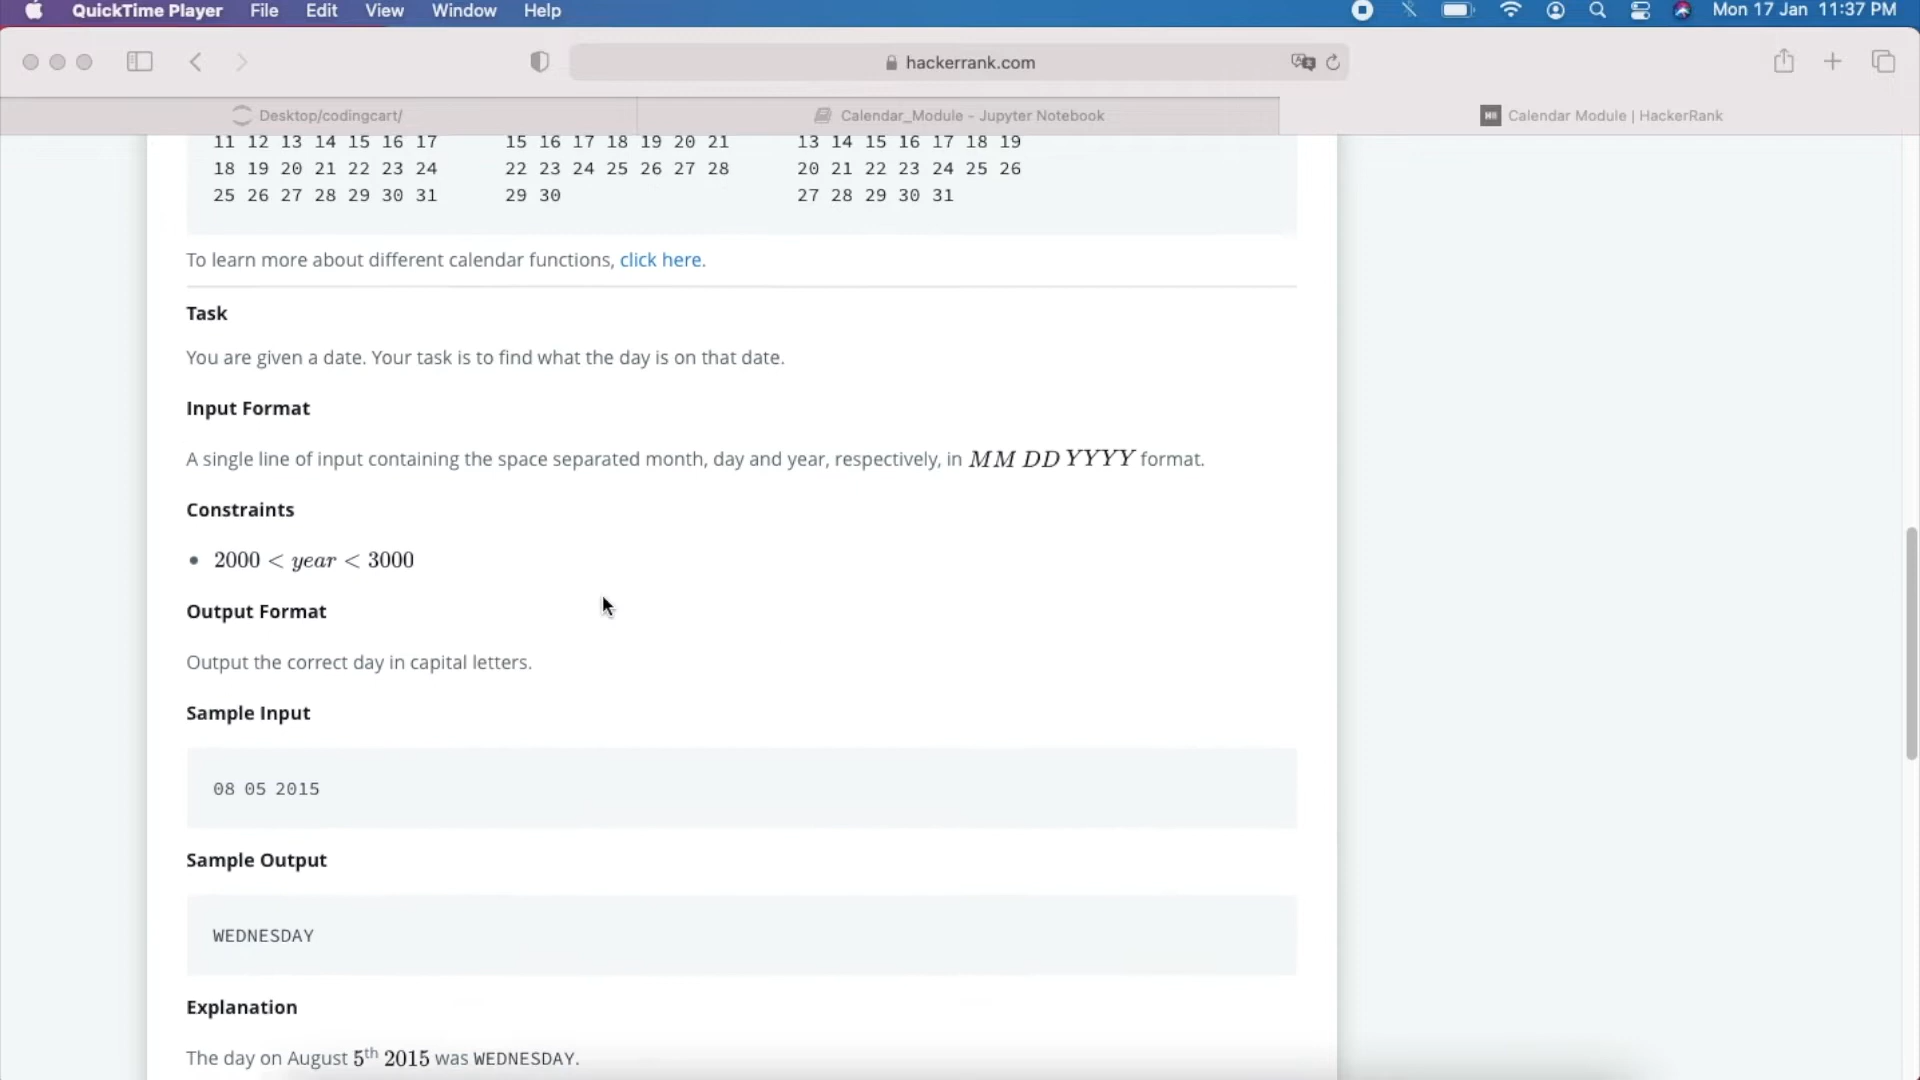 QuickTime Player File Edit View Window Help Mon 17 Jan 11:37 PM
hackerrank.com
Desktop/codingcart/ Calendar_Module - Jupyter Notebook Calendar Module | HackerRank
11 12 13 14 15 16 17 15 16 17 18 19 20 21 13 14 15 16 17 18 19
18 19 20 21 22 23 24 22 23 24 25 26 27 28 20 21 22 23 24 25 26
25 26 27 28 29 30 31 29 30 27 28 29 30 31
To learn more about different calendar functions, click here.
Task
You are given a date. Your task is to find what the day is on that date.
Input Format
A single line of input containing the space separated month, day and year, respectively, in MM DD YYYY format.
Constraints
• 2000 < year < 3000
Output Format
Output the correct day in capital letters.
Sample Input
08 05 2015
Sample Output
WEDNESDAY
Explanation
The day on August 5th 2015 was WEDNESDAY.